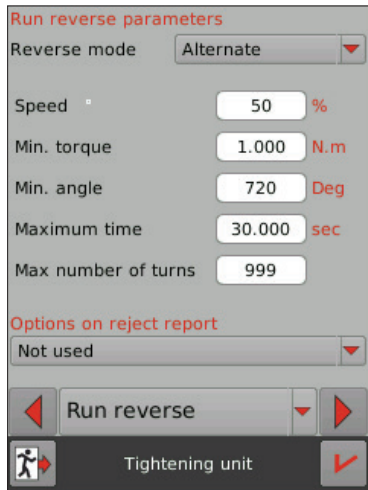 Run reverse parameters
Reverse mode Alternate
Speed 50 %
Min. torque 1.000 N.m
Min. angle 720 Deg
Maximum time 30.000 sec
Max number of turns 999
Options on reject report
Not used
Run reverse
Tightening unit